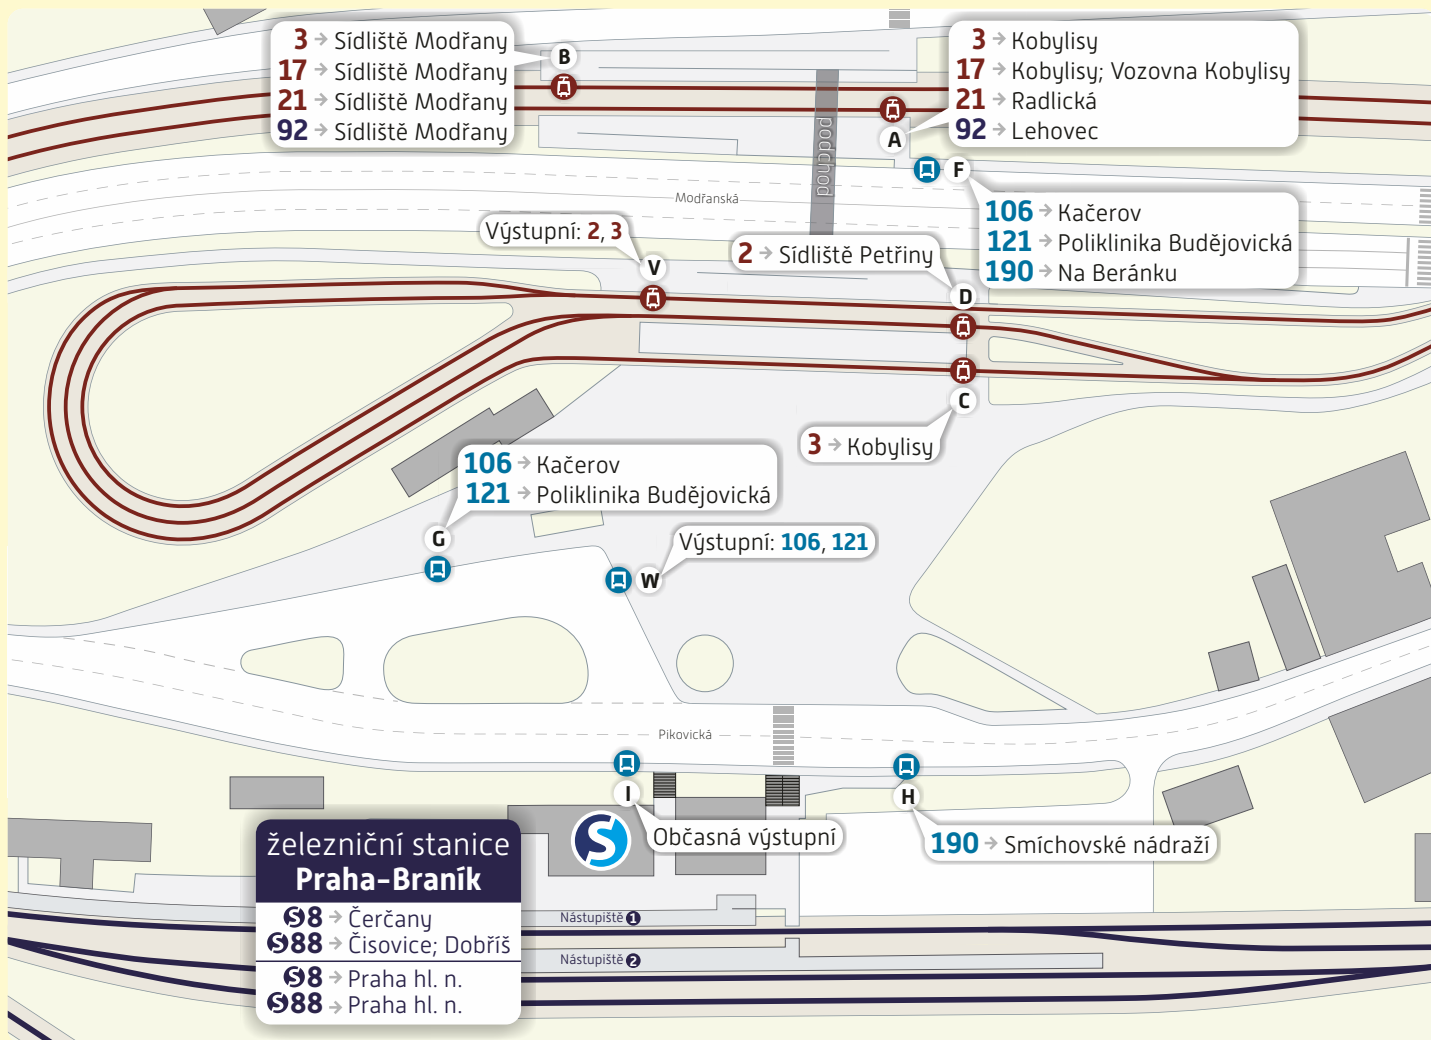 3 → Sídliště Modřany
17 → Sídliště Modřany
21 → Sídliště Modřany
92 → Sídliště Modřany
B
3 → Kobylisy
17 → Kobylisy; Vozovna Kobylisy
21 → Radlická
92 → Lehovec
A
podchod
F
106 → Kačerov
121 → Poliklinika Budějovická
190 → Na Beránku
Modřanská
Výstupní: 2, 3
V
2 → Sídliště Petřiny
D
C
3 → Kobylisy
106 → Kačerov
121 → Poliklinika Budějovická
G
Výstupní: 106, 121
W
Pikovická
I
Občasná výstupní
H
190 → Smíchovské nádraží
S
železniční stanice
Praha-Braník
S8 → Čerčany
S88 → Čisovice; Dobříš
S8 → Praha hl. n.
S88 → Praha hl. n.
Nástupiště 1
Nástupiště 2